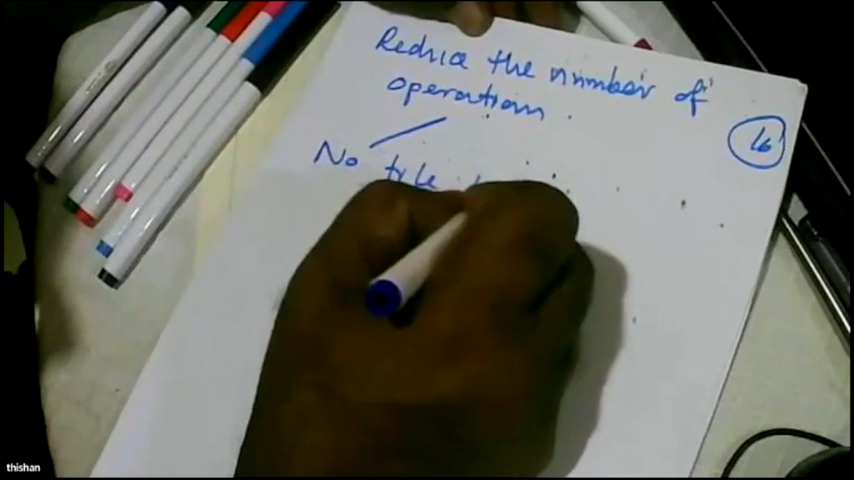 Reduce the number of
operations.
16
No
thishan